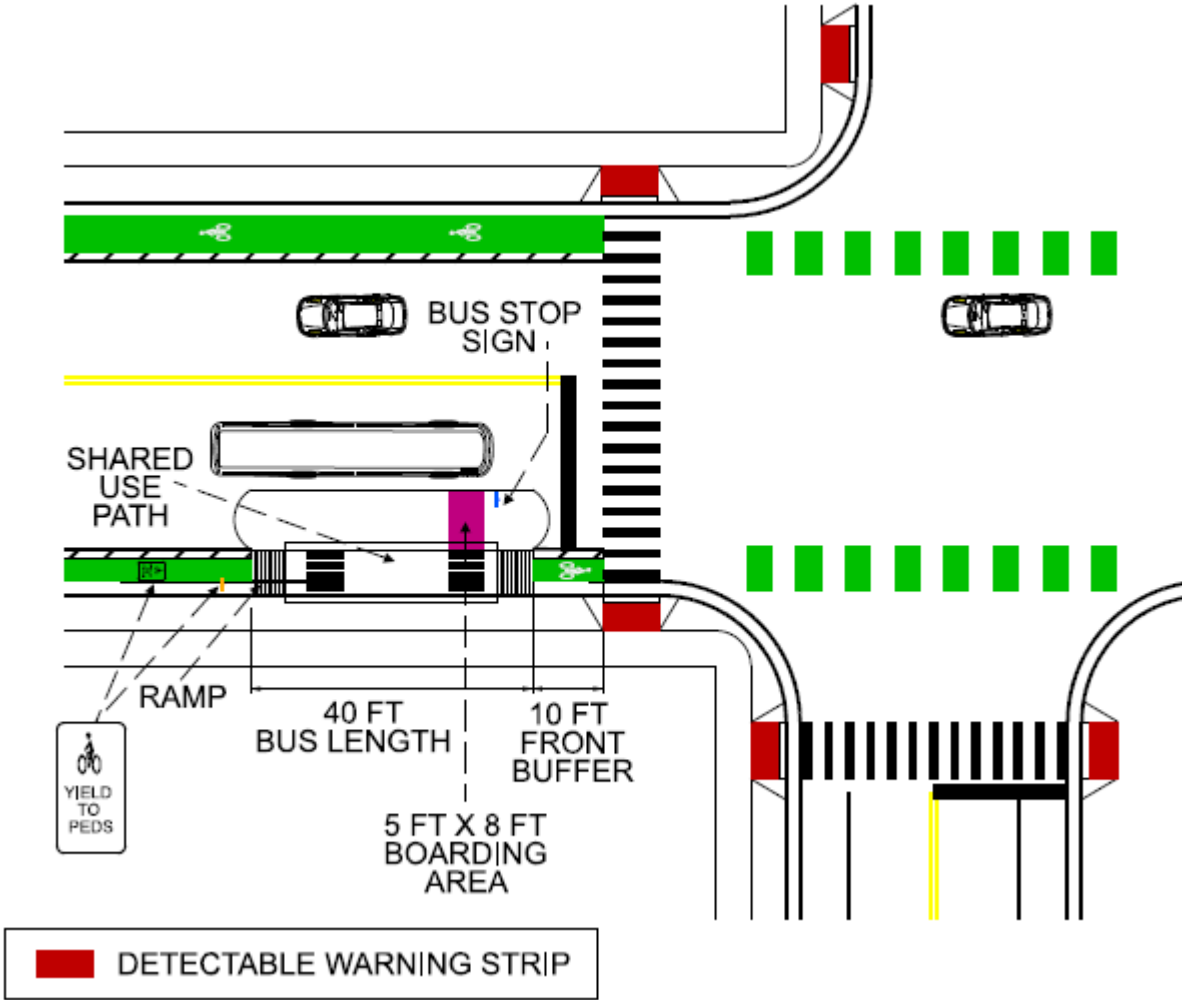 BUS STOP
SIGN
SHARED
USE
PATH
RAMP
40 FT
BUS LENGTH
10 FT
FRONT
BUFFER
YIELD
TO
PEDS
5 FT X 8 FT
BOARDING
AREA
DETECTABLE WARNING STRIP